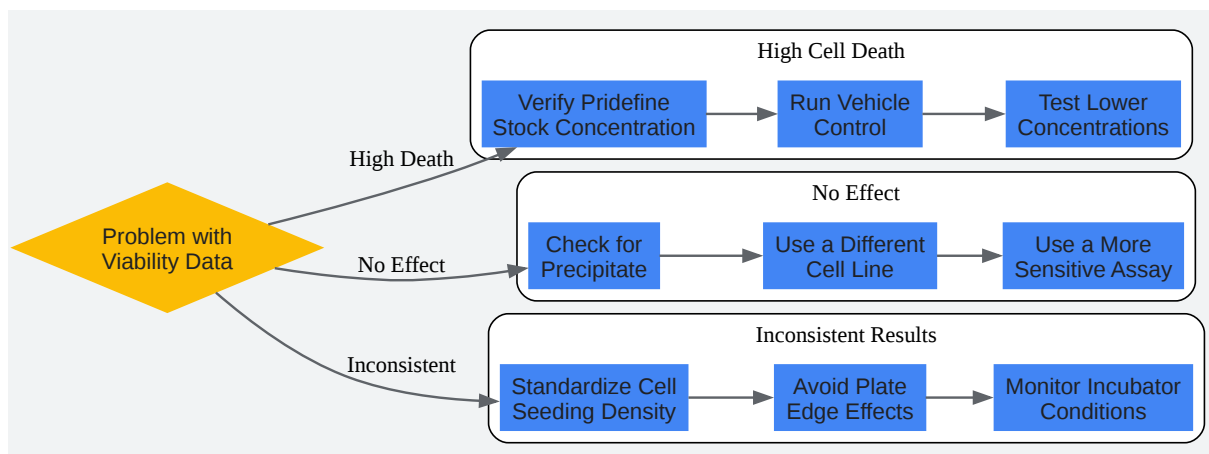 High Cell Death
Verify Pridefine
Stock Concentration
Run Vehicle
Control
Test Lower
Concentrations
High Death
Problem with
Viability Data
No Effect
No Effect
Check for
Precipitate
Use a Different
Cell Line
Use a More
Sensitive Assay
Inconsistent
Inconsistent Results
Standardize Cell
Seeding Density
Avoid Plate
Edge Effects
Monitor Incubator
Conditions